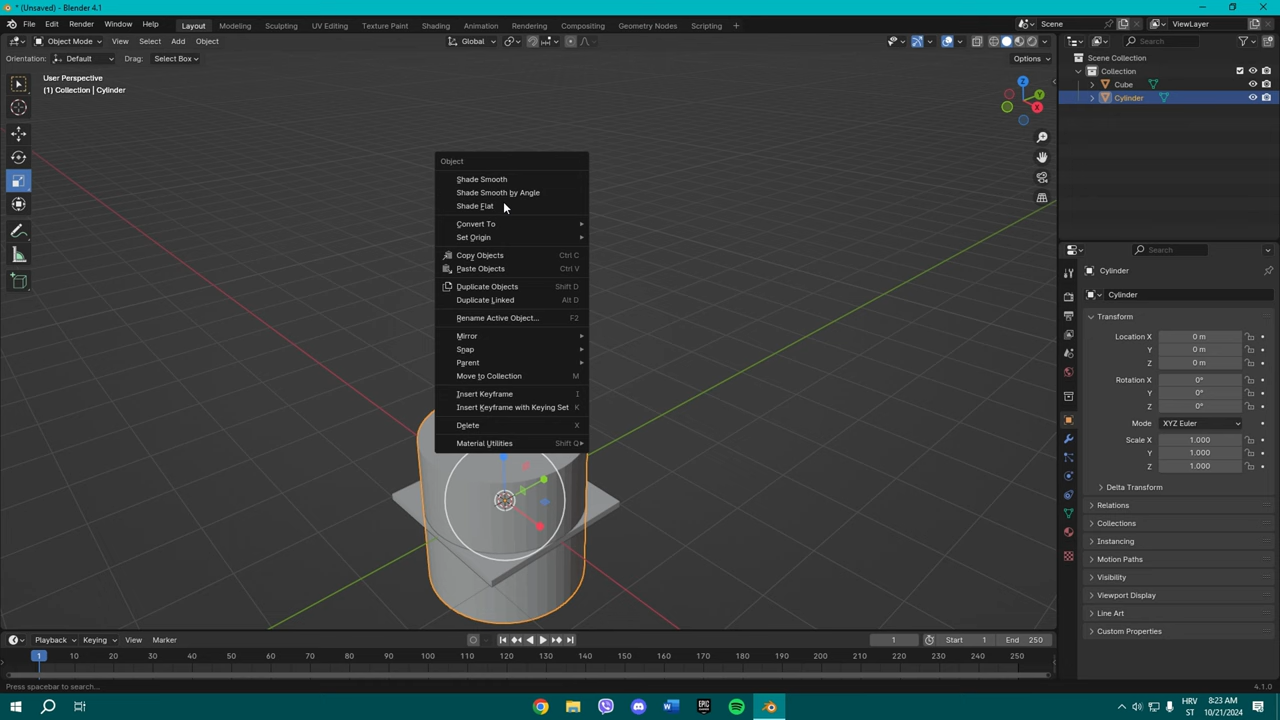 * (Unsaved) - Blender 4.1
File Edit Render Window Help Layout Modeling Sculpting UV Editing Texture Paint Shading Animation Rendering Compositing Geometry Nodes Scripting + Scene ViewLayer
Object Mode View Select Add Object Global Search
Orientation: Default Drag: Select Box Options
User Perspective
(1) Collection | Cylinder
Scene Collection
Collection
Cube
Cylinder
Z
Y
X
Object
Shade Smooth
Shade Smooth by Angle
Shade Flat
Convert To
Set Origin
Copy Objects Ctrl C
Paste Objects Ctrl V
Duplicate Objects Shift D
Duplicate Linked Alt D
Rename Active Object... F2
Mirror
Snap
Parent
Move to Collection M
Insert Keyframe I
Insert Keyframe with Keying Set K
Delete X
Material Utilities Shift Q
Search
Cylinder
Cylinder
Transform
Location X 0 m
Y 0 m
Z 0 m
Rotation X 0°
Y 0°
Z 0°
Mode XYZ Euler
Scale X 1.000
Y 1.000
Z 1.000
Delta Transform
Relations
Collections
Instancing
Motion Paths
Visibility
Viewport Display
Line Art
Custom Properties
Playback Keying View Marker 1 Start 1 End 250
1 10 20 30 40 50 60 70 80 90 100 110 120 130 140 150 160 170 180 190 200 210 220 230 240 250
Press spacebar to search... 4.1.0
HRV 8:23 AM
ST 10/21/2024